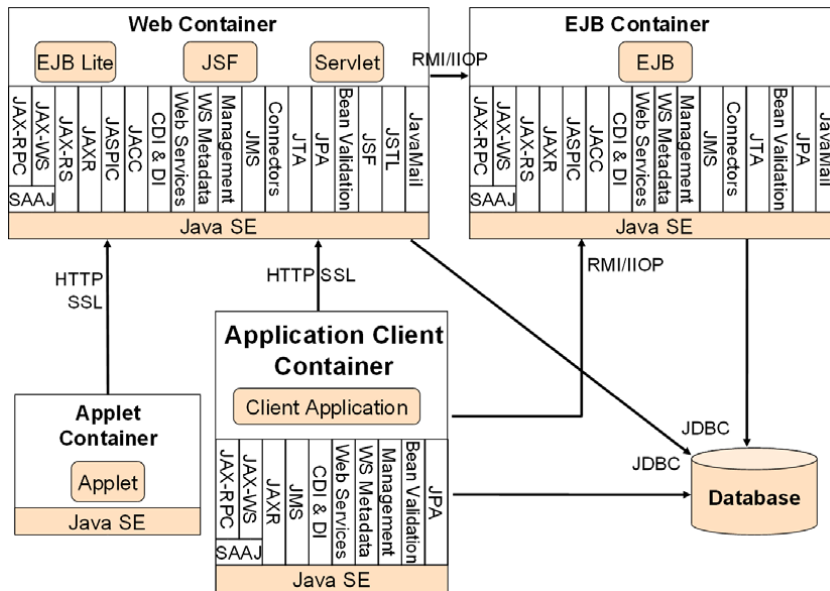 Web Container
EJB Lite
JSF
Servlet
JAX-RPC
JAX-WS
SAAJ
JAX-RS
JAXR
JASPIC
JACC
CDI & DI
Web Services
WS Metadata
Management
JMS
Connectors
JTA
JPA
Bean Validation
JSF
JSTL
JavaMail
Java SE
RMI/IIOP
EJB Container
EJB
JAX-RPC
JAX-WS
SAAJ
JAX-RS
JAXR
JASPIC
JACC
CDI & DI
Web Services
WS Metadata
Management
JMS
Connectors
JTA
Bean Validation
JPA
JavaMail
Java SE
HTTP
SSL
HTTP SSL
RMI/IIOP
Applet
Container
Applet
Java SE
Application Client
Container
Client Application
JAX-RPC
JAX-WS
SAAJ
JAXR
JMS
CDI & DI
Web Services
WS Metadata
Management
Bean Validation
JPA
Java SE
JDBC
JDBC
Database